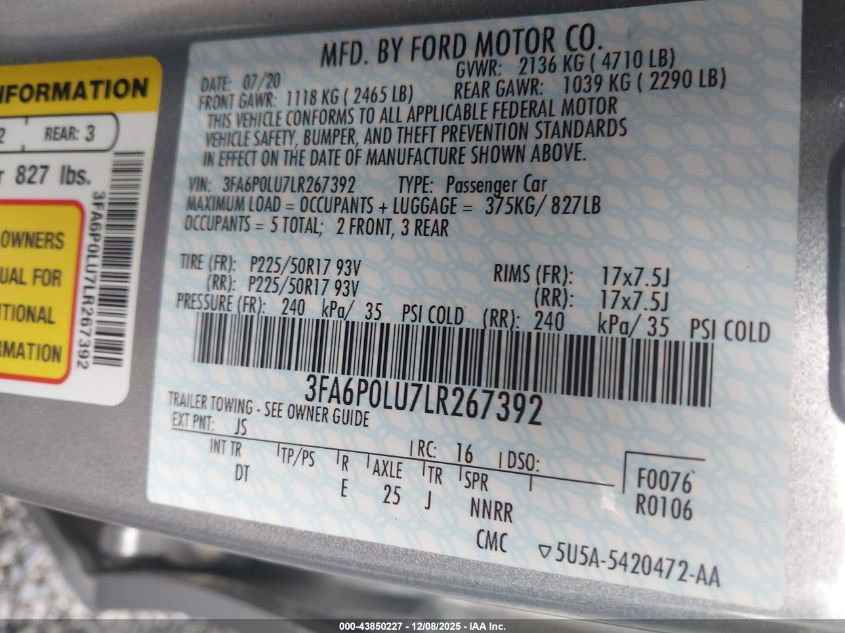 NFORMATION
2 REAR: 3
r 827 lbs.
OWNERS
UAL FOR
ITIONAL
RMATION
3FA6P0LU7LR267392
MFD. BY FORD MOTOR CO.
DATE: 07/20 GVWR: 2136 KG ( 4710 LB)
FRONT GAWR: 1118 KG ( 2465 LB) REAR GAWR: 1039 KG ( 2290 LB)
THIS VEHICLE CONFORMS TO ALL APPLICABLE FEDERAL MOTOR
VEHICLE SAFETY, BUMPER, AND THEFT PREVENTION STANDARDS
IN EFFECT ON THE DATE OF MANUFACTURE SHOWN ABOVE.
VIN: 3FA6P0LU7LR267392 TYPE: Passenger Car
MAXIMUM LOAD = OCCUPANTS + LUGGAGE = 375KG/ 827LB
OCCUPANTS = 5 TOTAL; 2 FRONT, 3 REAR
TIRE (FR): P225/50R17 93V RIMS (FR): 17x7.5J
(RR): P225/50R17 93V (RR): 17x7.5J
PRESSURE (FR): 240 kPa/ 35 PSI COLD (RR): 240 kPa/ 35 PSI COLD
3FA6P0LU7LR267392
TRAILER TOWING - SEE OWNER GUIDE
EXT PNT: JS RC: 16 DSO:
INT TR TP/PS R AXLE TR SPR
DT E 25 J NNRR
CMC
F0076
R0106
▽5U5A-5420472-AA
000-43850227 - 12/08/2025 - IAA Inc.